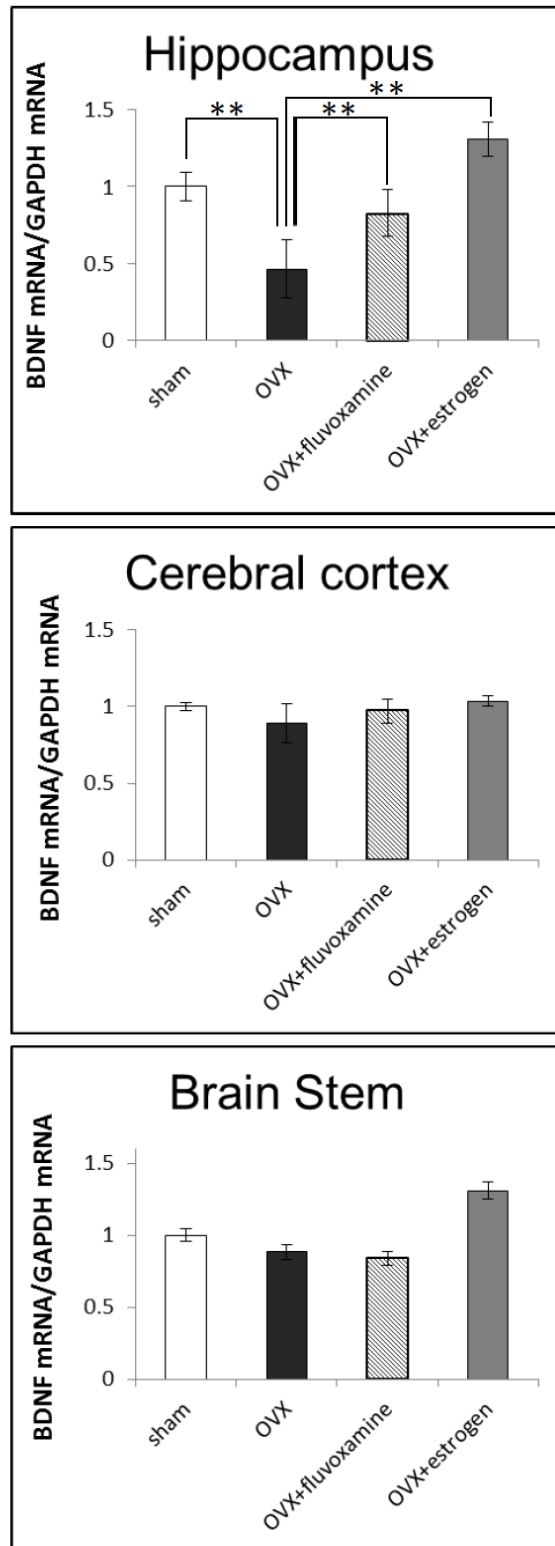 Hippocampus
**
** **
BDNF mRNA/GAPDH mRNA
1.5
1
0.5
0
sham
OVX
OVX+fluvoxamine
OVX+estrogen
Cerebral cortex
BDNF mRNA/GAPDH mRNA
1.5
1
0.5
0
sham
OVX
OVX+fluvoxamine
OVX+estrogen
Brain Stem
BDNF mRNA/GAPDH mRNA
1.5
1
0.5
0
sham
OVX
OVX+fluvoxamine
OVX+estrogen